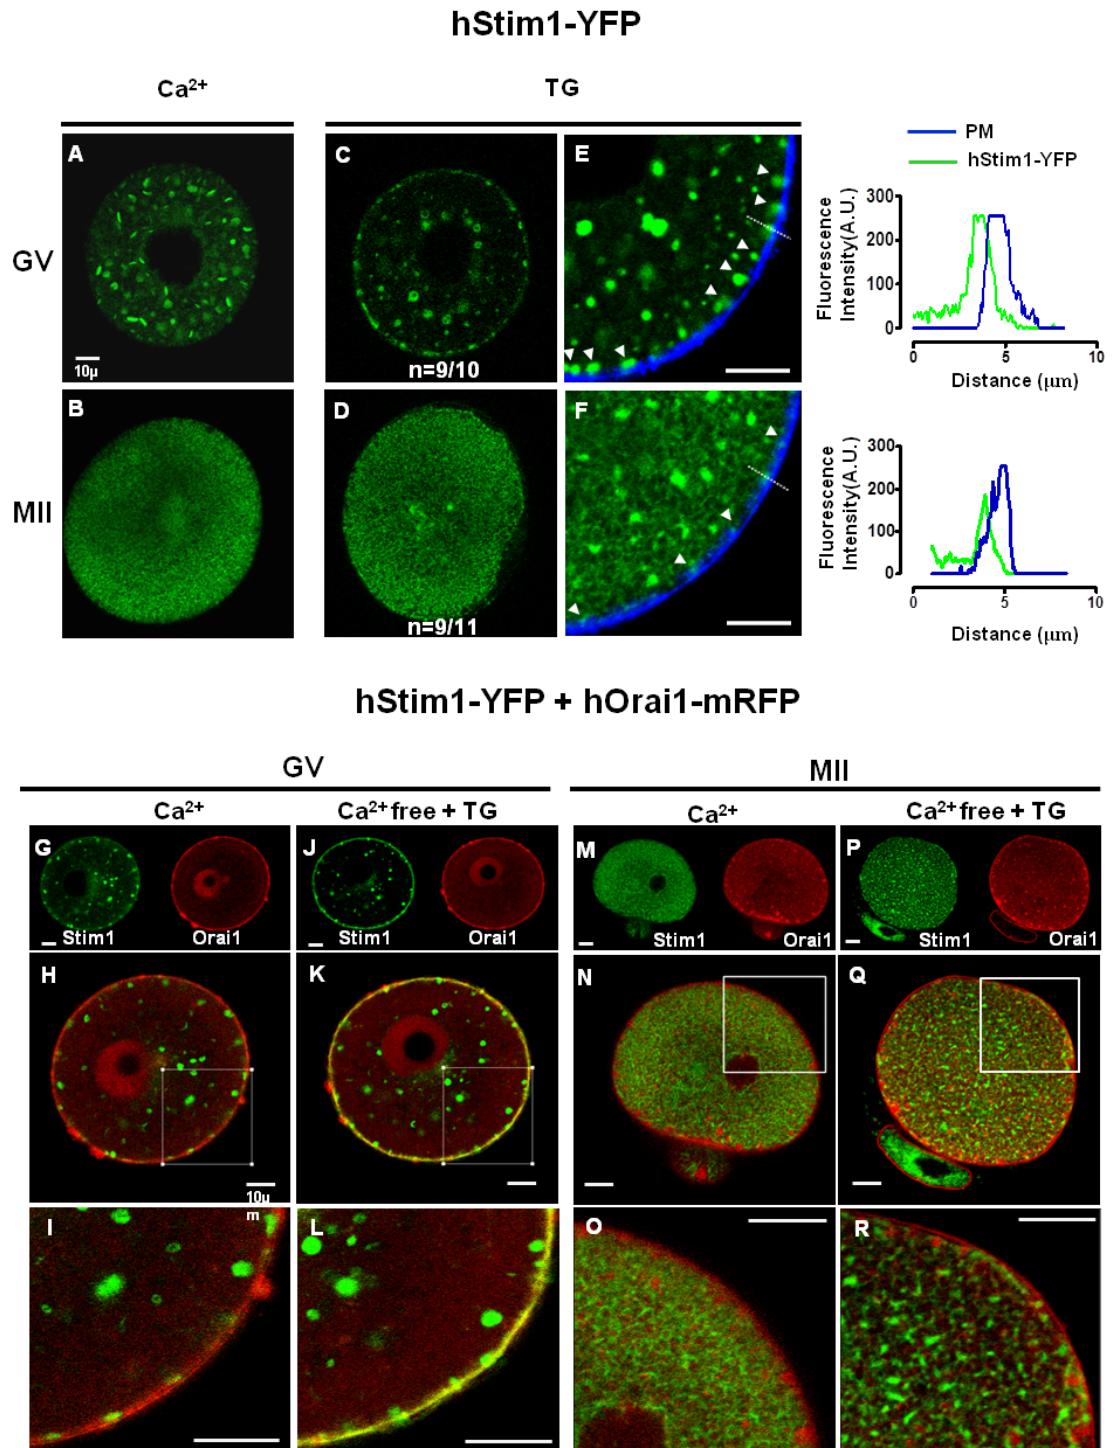 hStim1-YFP
Ca²⁺
TG
PM
hStim1-YFP
GV
A
10µ
C
n=9/10
E
Fluorescence
Intensity(A.U.)
300
200
100
0
0
5
10
Distance (µm)
MII
B
D
n=9/11
F
Fluorescence
Intensity(A.U.)
300
200
100
0
0
5
10
Distance (µm)
hStim1-YFP + hOrai1-mRFP
GV
MII
Ca²⁺
Ca²⁺ free + TG
Ca²⁺
Ca²⁺ free + TG
G
Stim1
Orai1
J
Stim1
Orai1
M
Stim1
Orai1
P
Stim1
Orai1
H
10µ
m
K
N
Q
I
L
O
R